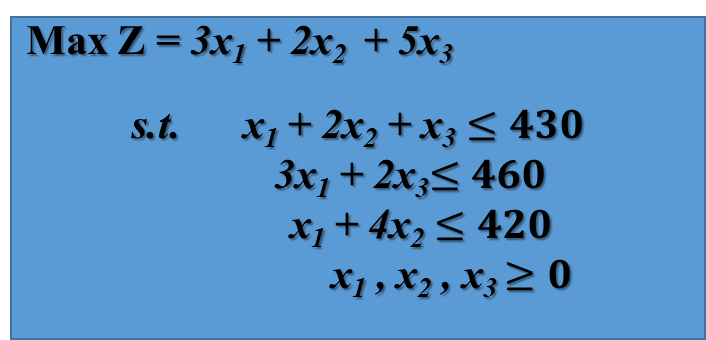 Max Z = 3x₁ + 2x₂ + 5x₃
s.t. x₁ + 2x₂ + x₃ ≤ 430
3x₁ + 2x₃≤ 460
x₁ + 4x₂ ≤ 420
x₁ , x₂ , x₃ ≥ 0